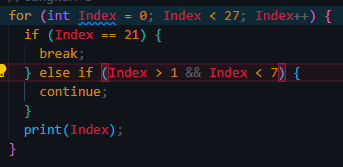 for (int Index = 0; Index < 27; Index++) {
if (Index == 21) {
break;
} else if (Index > 1 && Index < 7) {
continue;
}
print(Index);
}